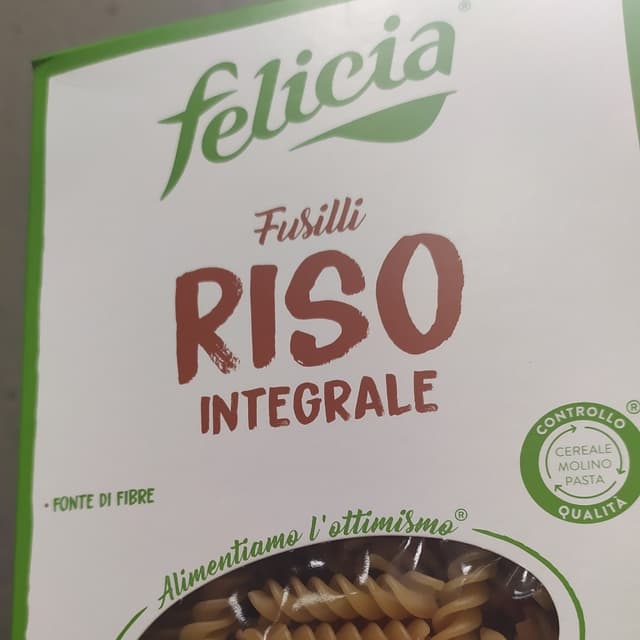 felicia®
Fusilli
RISO
INTEGRALE
• FONTE DI FIBRE
CONTROLLO
CEREALE
MOLINO
PASTA
QUALITÀ
®
Alimentiamo l'ottimismo®